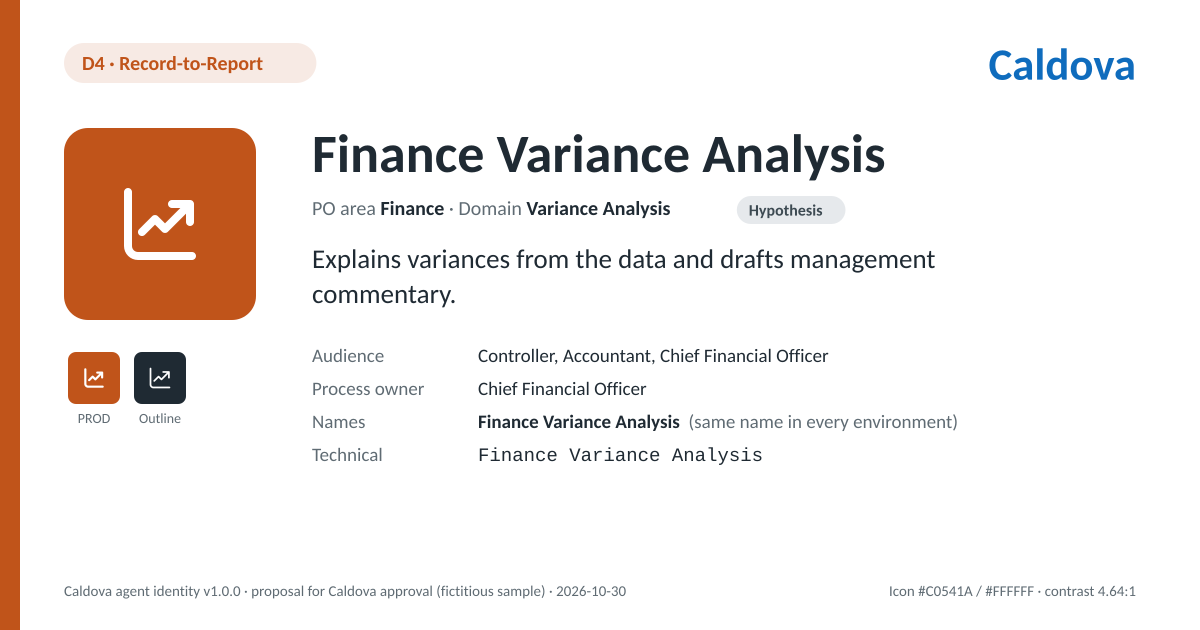 D4 · Record-to-Report
Caldova
Finance Variance Analysis
PO area Finance · Domain Variance Analysis
Hypothesis
Explains variances from the data and drafts management
commentary.
Audience Controller, Accountant, Chief Financial Officer
Process owner Chief Financial Officer
Names Finance Variance Analysis (same name in every environment)
Technical Finance Variance Analysis
PROD Outline
Caldova agent identity v1.0.0 · proposal for Caldova approval (fictitious sample) · 2026-10-30
Icon #C0541A / #FFFFFF · contrast 4.64:1